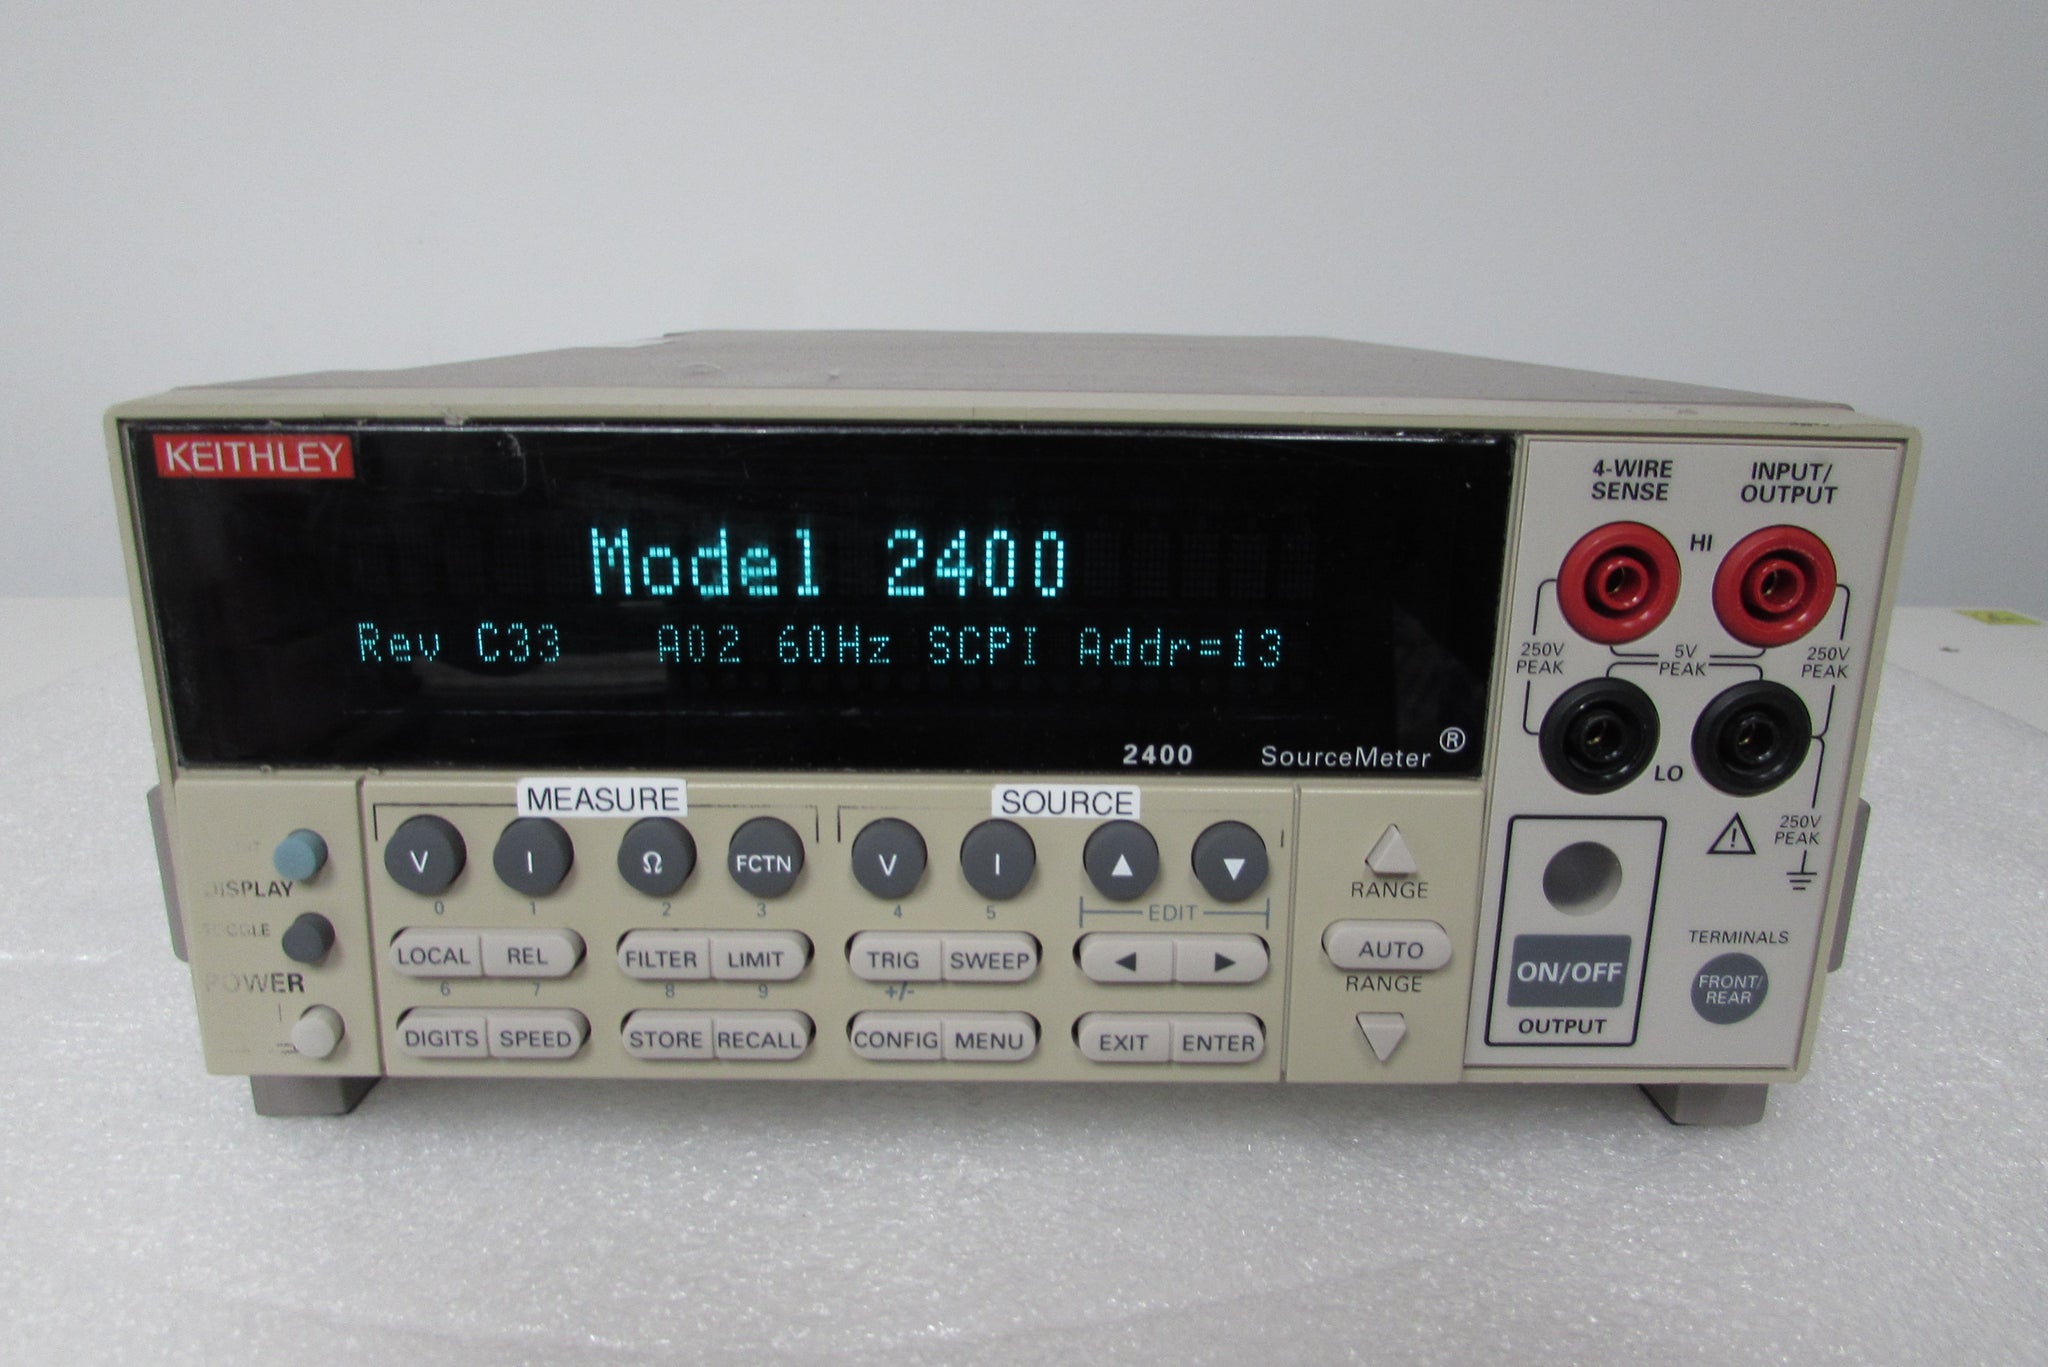 KEITHLEY
Model 2400
Rev C33 A02 60Hz SCPI Addr=13
2400 SourceMeter ®
4-WIRE
SENSE
INPUT/
OUTPUT
HI
250V
PEAK
5V
PEAK
250V
PEAK
LO
250V
PEAK
MEASURE
SOURCE
V I Ω FCTN V I ▲ ▼
0 1 2 3 4 5 EDIT
DISPLAY
LOCAL REL FILTER LIMIT TRIG SWEEP ◀ ▶
6 7 8 9 +/-
POWER
DIGITS SPEED STORE RECALL CONFIG MENU EXIT ENTER
RANGE
AUTO
RANGE
ON/OFF
OUTPUT
TERMINALS
FRONT/
REAR